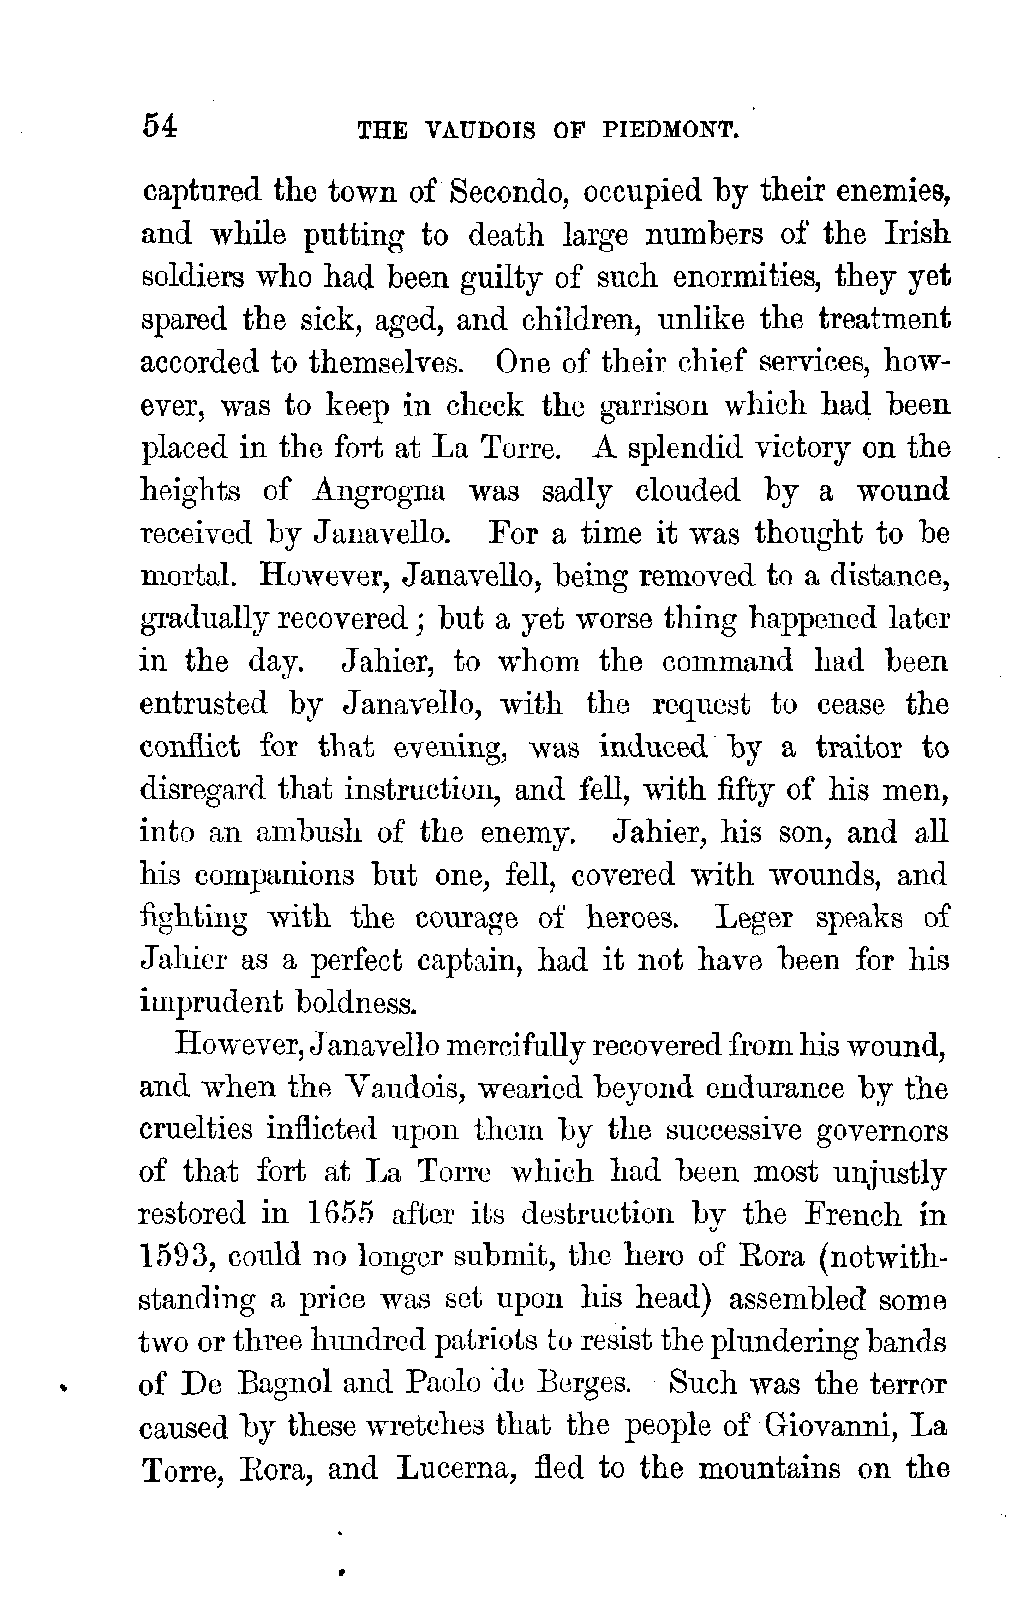 54 THE VAUDOIS OF PIEDMONT.
captured the town of Secondo, occupied by their enemies,
and while putting to death large numbers of the Irish
soldiers who had been guilty of such enormities, they yet
spared the sick, aged, and children, unlike the treatment
accorded to themselves. One of their chief services, how-
ever, was to keep in check the garrison which had been
placed in the fort at La Torre. A splendid victory on the
heights of Angrogna was sadly clouded by a wound
received by Janavello. For a time it was thought to be
mortal. However, Janavello, being removed to a distance,
gradually recovered; but a yet worse thing happened later
in the day. Jahier, to whom the command had been
entrusted by Janavello, with the request to cease the
conflict for that evening, was induced by a traitor to
disregard that instruction, and fell, with fifty of his men,
into an ambush of the enemy. Jahier, his son, and all
his companions but one, fell, covered with wounds, and
fighting with the courage of heroes. Leger speaks of
Jahier as a perfect captain, had it not have been for his
imprudent boldness.
However, Janavello mercifully recovered from his wound,
and when the Vaudois, wearied beyond endurance by the
cruelties inflicted upon them by the successive governors
of that fort at La Torre which had been most unjustly
restored in 1655 after its destruction by the French in
1593, could no longer submit, the hero of Rora (notwith-
standing a price was set upon his head) assembled some
two or three hundred patriots to resist the plundering bands
of De Bagnol and Paolo de Berges. Such was the terror
caused by these wretches that the people of Giovanni, La
Torre, Rora, and Lucerna, fled to the mountains on the